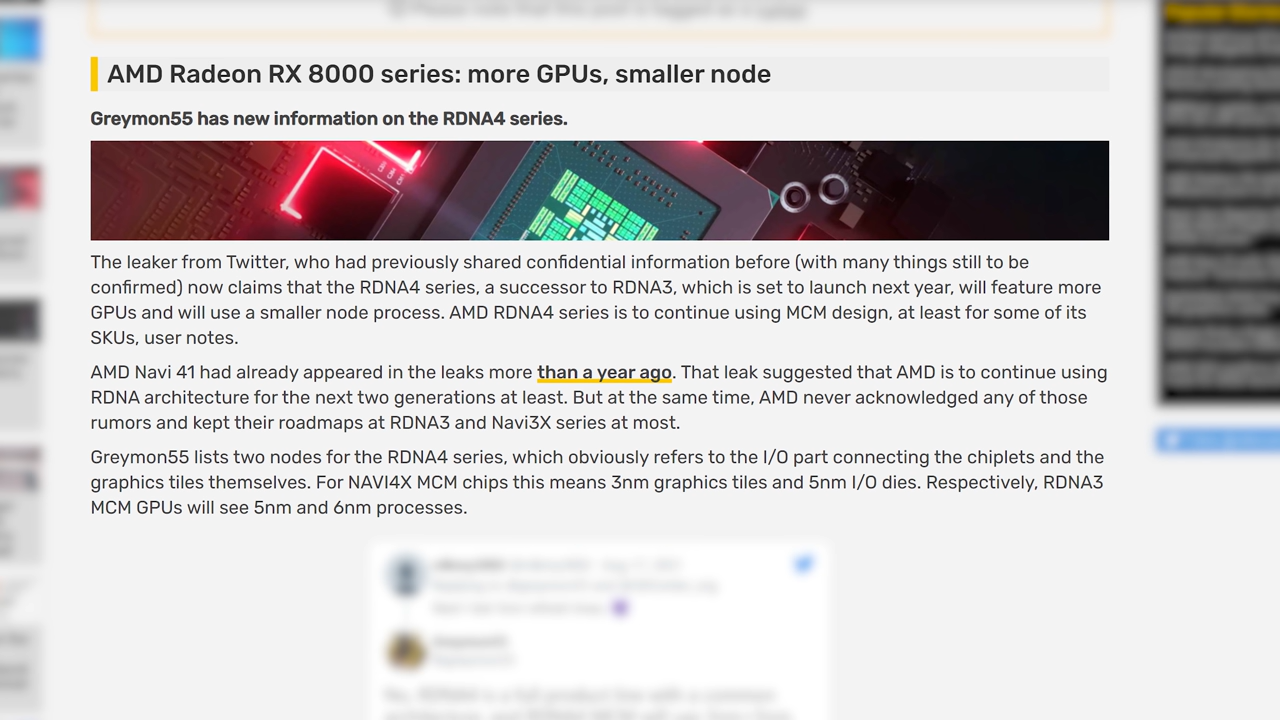 AMD Radeon RX 8000 series: more GPUs, smaller node
Greymon55 has new information on the RDNA4 series.
The leaker from Twitter, who had previously shared confidential information before (with many things still to be
confirmed) now claims that the RDNA4 series, a successor to RDNA3, which is set to launch next year, will feature more
GPUs and will use a smaller node process. AMD RDNA4 series is to continue using MCM design, at least for some of its
SKUs, user notes.
AMD Navi 41 had already appeared in the leaks more than a year ago. That leak suggested that AMD is to continue using
RDNA architecture for the next two generations at least. But at the same time, AMD never acknowledged any of those
rumors and kept their roadmaps at RDNA3 and Navi3X series at most.
Greymon55 lists two nodes for the RDNA4 series, which obviously refers to the I/O part connecting the chiplets and the
graphics tiles themselves. For NAVI4X MCM chips this means 3nm graphics tiles and 5nm I/O dies. Respectively, RDNA3
MCM GPUs will see 5nm and 6nm processes.